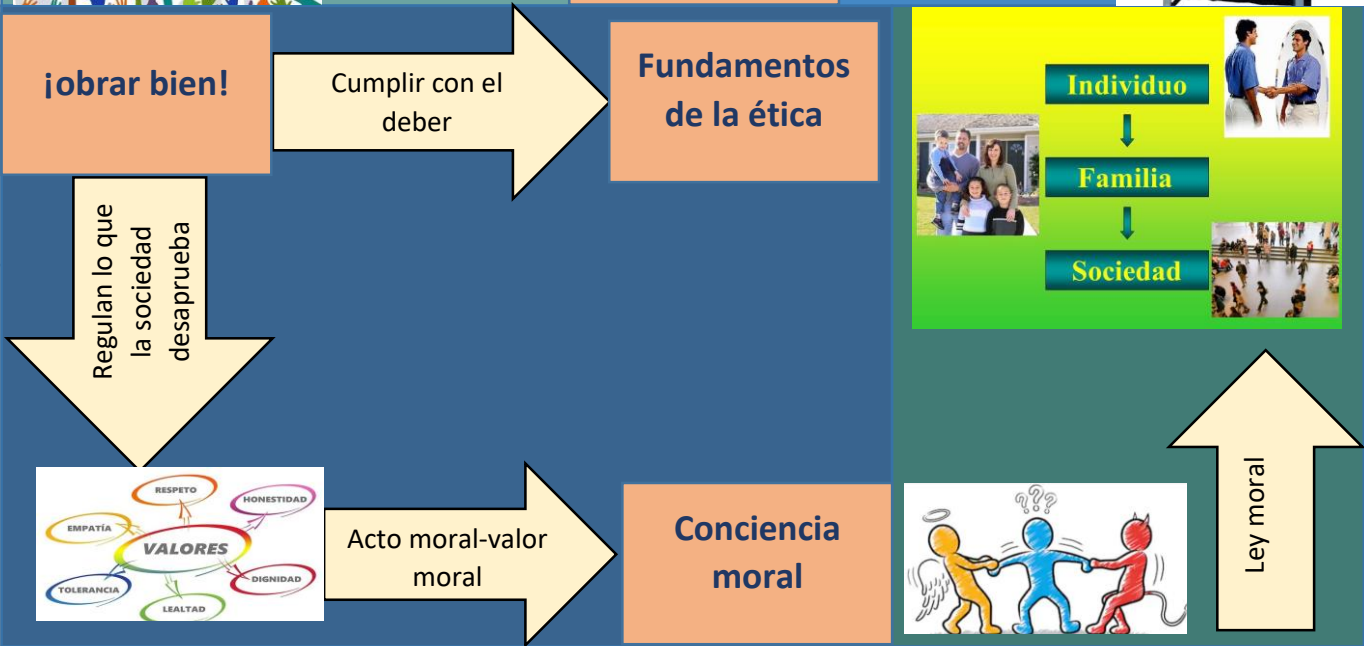 ¡obrar bien!
Cumplir con el
deber
Fundamentos
de la ética
Individuo
Familia
Sociedad
Regulan lo que
la sociedad
desaprueba
RESPETO
HONESTIDAD
EMPATÍA
VALORES
TOLERANCIA
DIGNIDAD
LEALTAD
Acto moral-valor
moral
Conciencia
moral
???
Ley moral